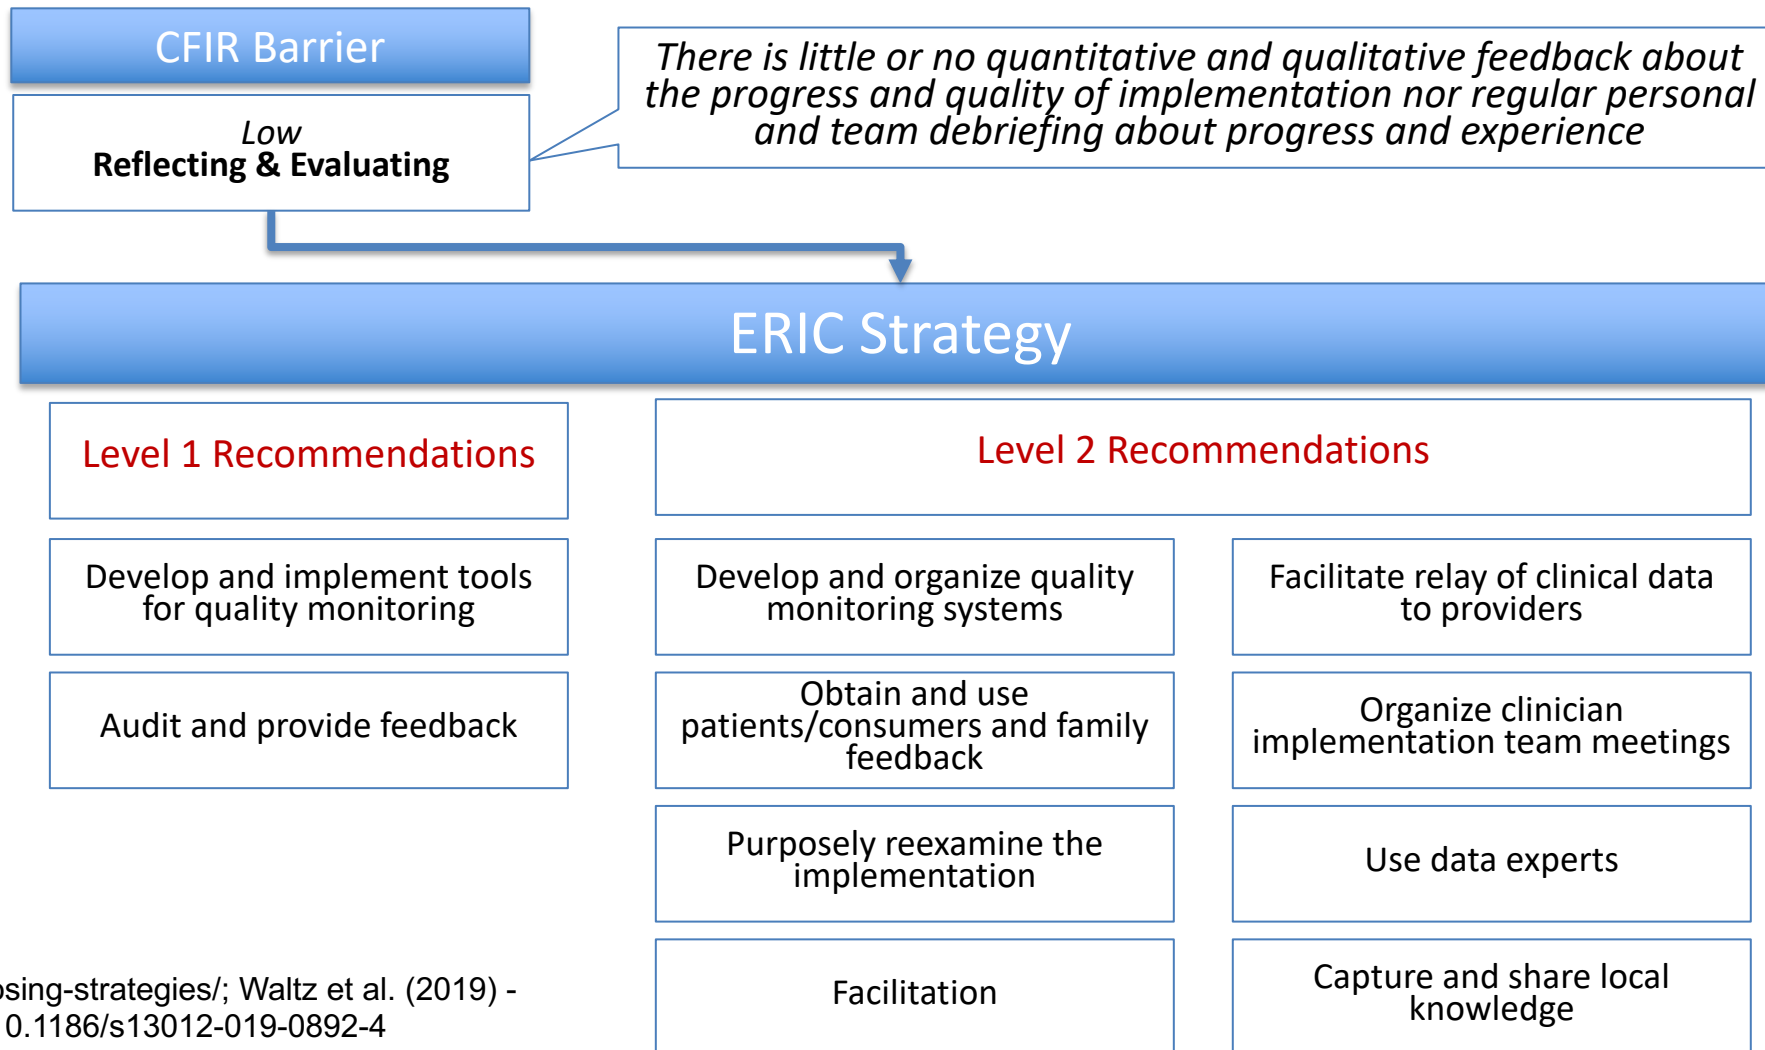 CFIR Barrier
Low
Reflecting & Evaluating
There is little or no quantitative and qualitative feedback about
the progress and quality of implementation nor regular personal
and team debriefing about progress and experience
ERIC Strategy
Level 1 Recommendations
Level 2 Recommendations
Develop and implement tools
for quality monitoring
Audit and provide feedback
Develop and organize quality
monitoring systems
Obtain and use
patients/consumers and family
feedback
Purposely reexamine the
implementation
Facilitation
Facilitate relay of clinical data
to providers
Organize clinician
implementation team meetings
Use data experts
Capture and share local
knowledge
osing-strategies/; Waltz et al. (2019) -
0.1186/s13012-019-0892-4